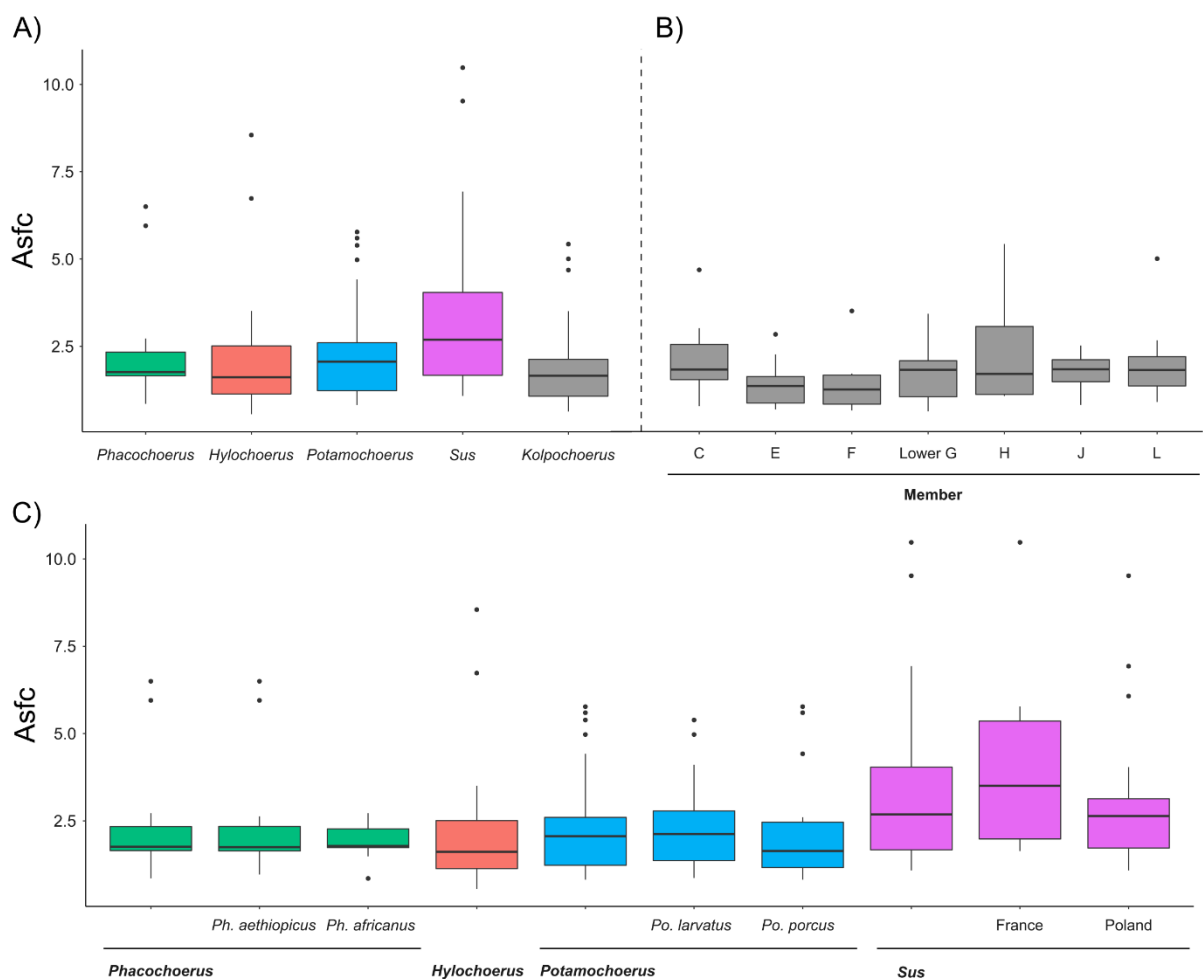 A)
B)
Asfc
10.0
7.5
5.0
2.5
Phacochoerus Hylochoerus Potamochoerus Sus Kolpochoerus
C E F Lower G H J L
Member
C)
Asfc
10.0
7.5
5.0
2.5
Ph. aethiopicus Ph. africanus Po. larvatus Po. porcus France Poland
Phacochoerus Hylochoerus Potamochoerus Sus